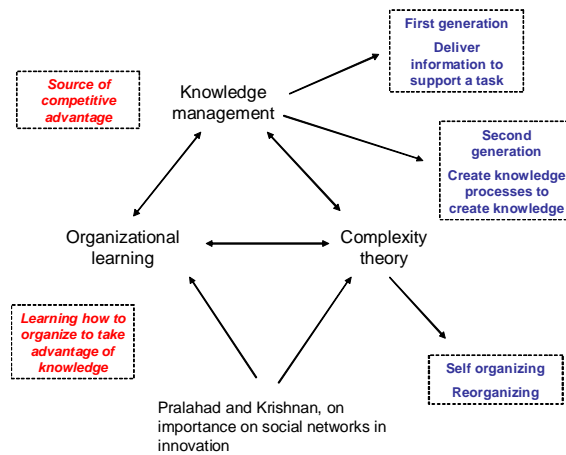 First generation
Deliver
information to
support a task
Source of
competitive
advantage
Knowledge
management
Second
generation
Create knowledge
processes to
create knowledge
Organizational
learning
Complexity
theory
Learning how to
organize to take
advantage of
knowledge
Self organizing
Reorganizing
Pralahad and Krishnan, on
importance on social networks in
innovation